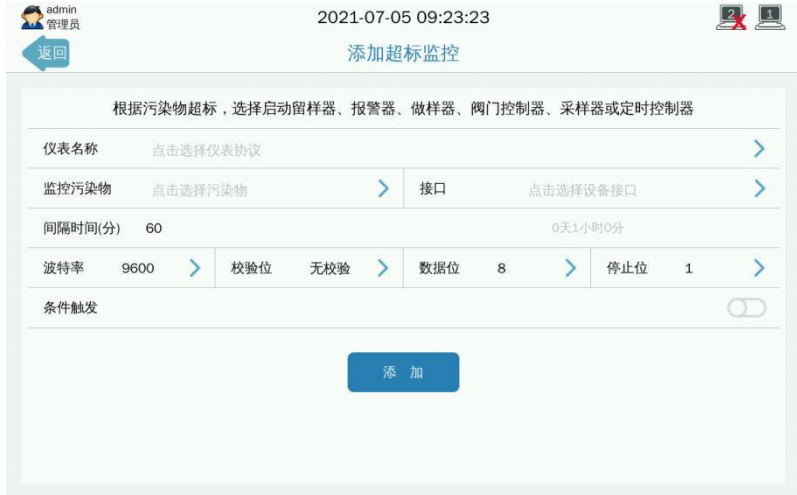 admin
管理员
2021-07-05 09:23:23
2
1
返回
添加超标监控
根据污染物超标，选择启动留样器、报警器、做样器、阀门控制器、采样器或定时控制器
仪表名称 点击选择仪表协议
监控污染物 点击选择污染物 接口 点击选择设备接口
间隔时间(分) 60 0天1小时0分
波特率 9600 校验位 无校验 数据位 8 停止位 1
条件触发
添 加